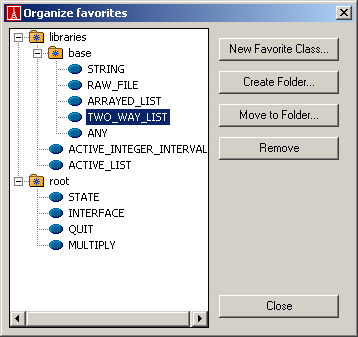 Organize favorites
libraries
base
STRING
RAW_FILE
ARRAYED_LIST
TWO_WAY_LIST
ANY
ACTIVE_INTEGER_INTERVAL
ACTIVE_LIST
root
STATE
INTERFACE
QUIT
MULTIPLY
New Favorite Class...
Create Folder...
Move to Folder...
Remove
Close